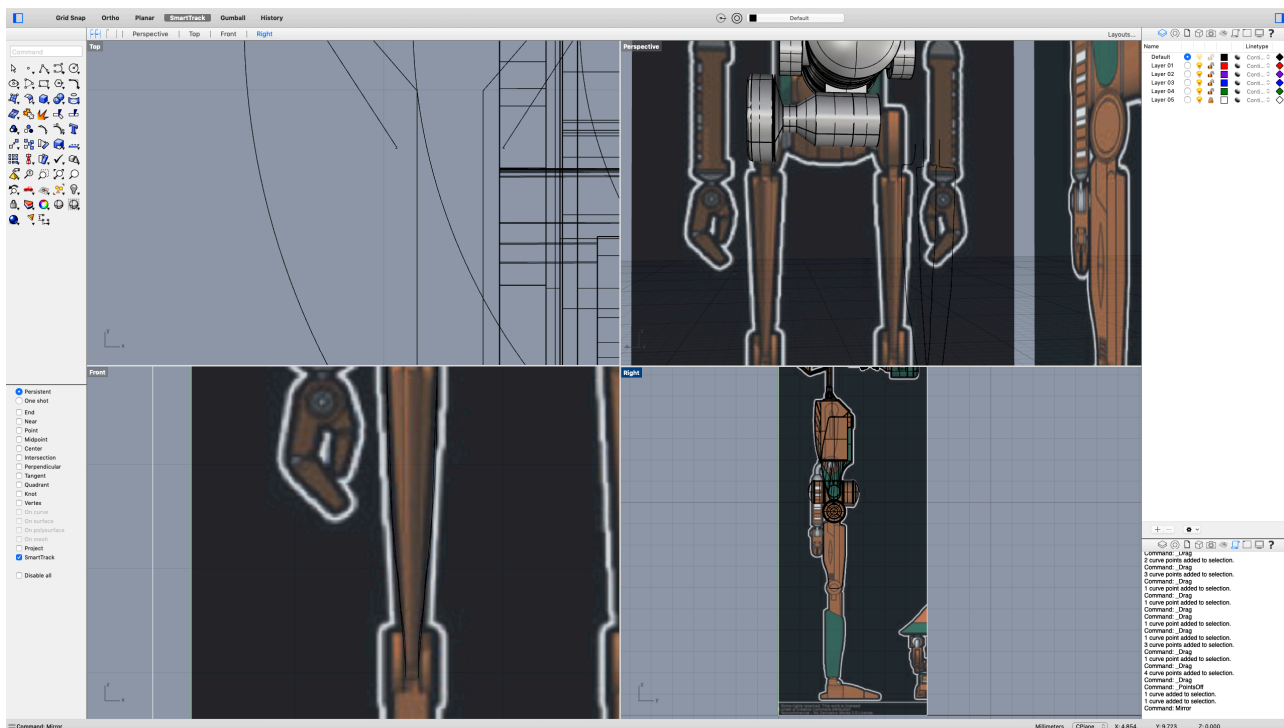 Grid Snap Ortho Planar SmartTrack Gumball History Default
Perspective | Top | Front | Right Layouts...
Command
Top
Perspective
Front
Right
Name Linetype
Default Conti...
Layer 01 Conti...
Layer 02 Conti...
Layer 03 Conti...
Layer 04 Conti...
Layer 05 Conti...
Persistent
One shot
End
Near
Point
Midpoint
Center
Intersection
Perpendicular
Tangent
Quadrant
Knot
Vertex
On curve
On surface
On polysurface
On mesh
Project
SmartTrack
Disable all
Command: _Drag
2 curve points added to selection.
Command: _Drag
3 curve points added to selection.
Command: _Drag
1 curve point added to selection.
Command: _Drag
1 curve point added to selection.
Command: _Drag
Command: _Drag
1 curve point added to selection.
Command: _Drag
1 curve point added to selection.
3 curve points added to selection.
Command: _Drag
1 curve point added to selection.
Command: _Drag
4 curve points added to selection.
Command: _Drag
Command: _PointsOff
1 curve added to selection.
1 curve added to selection.
Command: Mirror
Command: Mirror
Millimeters CPlane X: 4.854 Y: 9.723 Z: 0.000